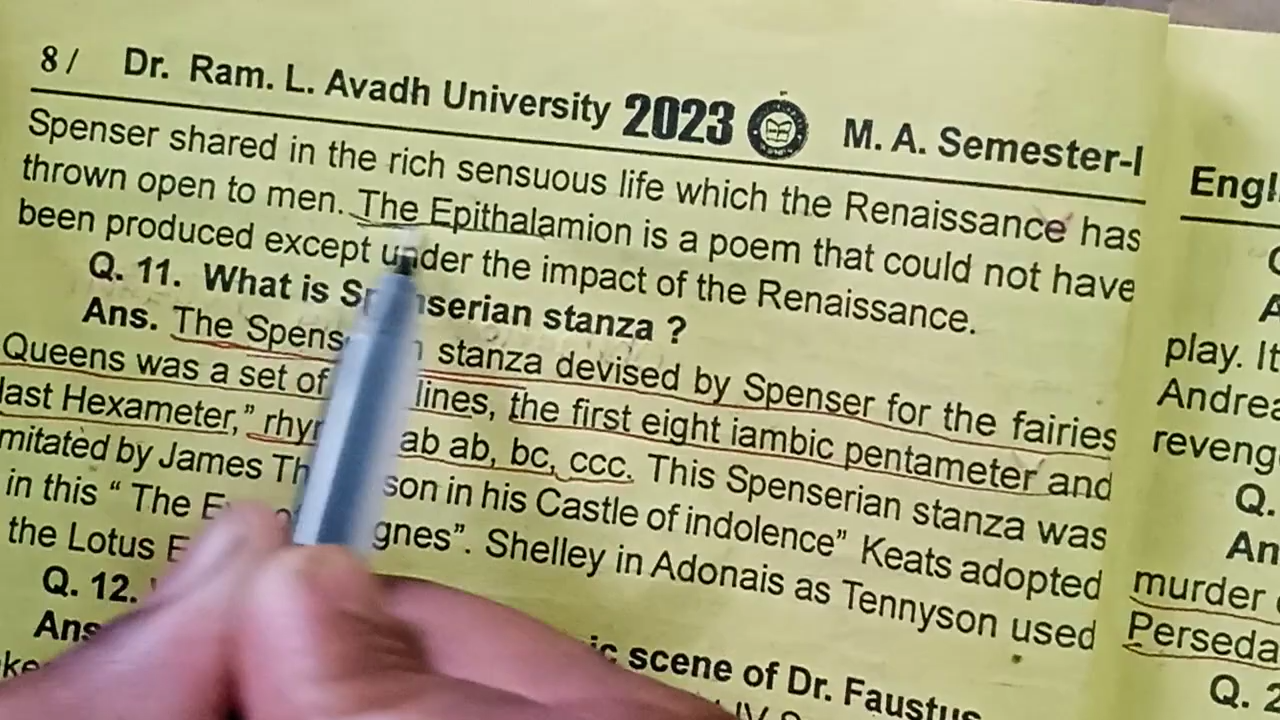 8 / Dr. Ram. L. Avadh University 2023 M. A. Semester-I
Spenser shared in the rich sensuous life which the Renaissance has
thrown open to men. The Epithalamion is a poem that could not have
been produced except under the impact of the Renaissance.
Q. 11. What is Spenserian stanza ?
Ans. The Spens stanza devised by Spenser for the fairies
Queens was a set of lines, the first eight iambic pentameter and
last Hexameter,” rhy ab ab, bc, ccc. This Spenserian stanza was
mitated by James Th son in his Castle of indolence” Keats adopted
in this “ The E gnes”. Shelley in Adonais as Tennyson used
the Lotus E
Q. 12. ic scene of Dr. Faustus
Ans
ke
Engl
play. It
Andrea
reveng
Q.
An
murder
Perseda
Q. 2